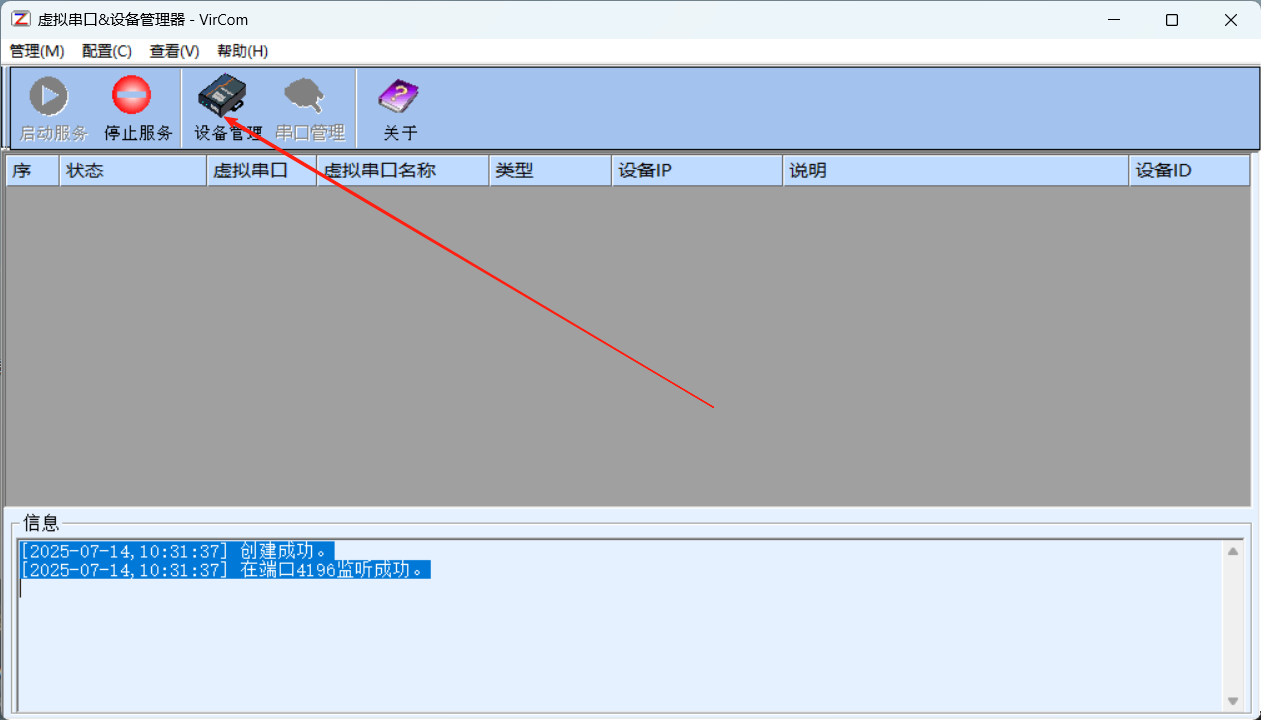 虚拟串口&设备管理器 - VirCom
管理(M) 配置(C) 查看(V) 帮助(H)
启动服务 停止服务 设备管理 串口管理 关于
序 状态 虚拟串口 虚拟串口名称 类型 设备IP 说明 设备ID
信息
[2025-07-14,10:31:37] 创建成功。
[2025-07-14,10:31:37] 在端口4196监听成功。